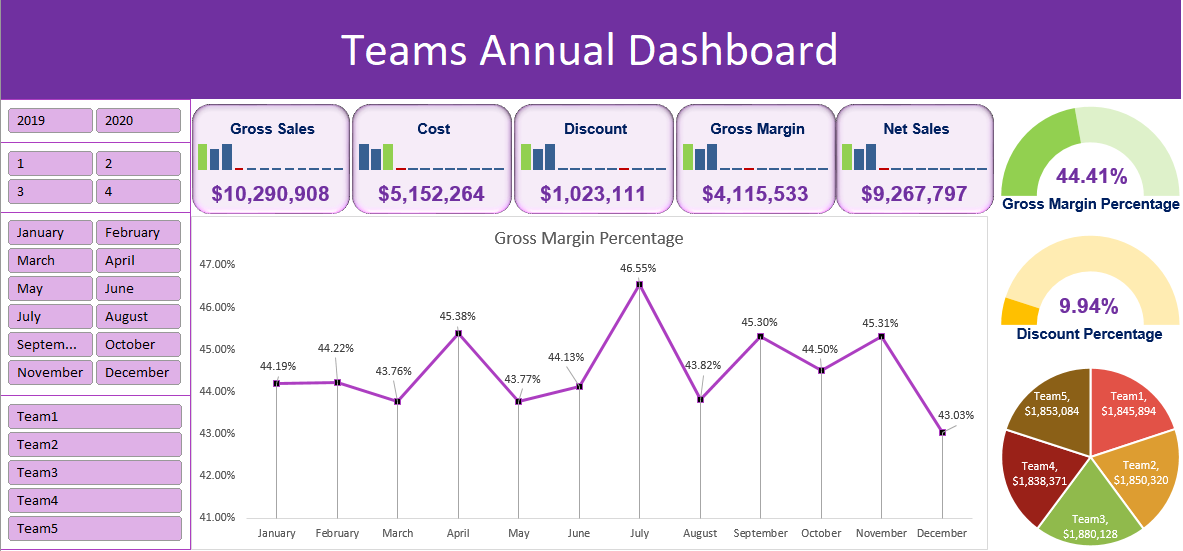 Teams Annual Dashboard
2019 2020
1 2
3 4
January February
March April
May June
July August
Septem... October
November December
Team1
Team2
Team3
Team4
Team5
Gross Sales
$10,290,908
Cost
$5,152,264
Discount
$1,023,111
Gross Margin
$4,115,533
Net Sales
$9,267,797
Gross Margin Percentage
47.00%
46.00%
45.00%
44.00%
43.00%
42.00%
41.00%
44.19%
44.22%
43.76%
45.38%
43.77%
44.13%
46.55%
43.82%
45.30%
44.50%
45.31%
43.03%
January February March April May June July August September October November December
44.41%
Gross Margin Percentage
9.94%
Discount Percentage
Team5,
$1,853,084
Team1,
$1,845,894
Team4,
$1,838,371
Team2,
$1,850,320
Team3,
$1,880,128